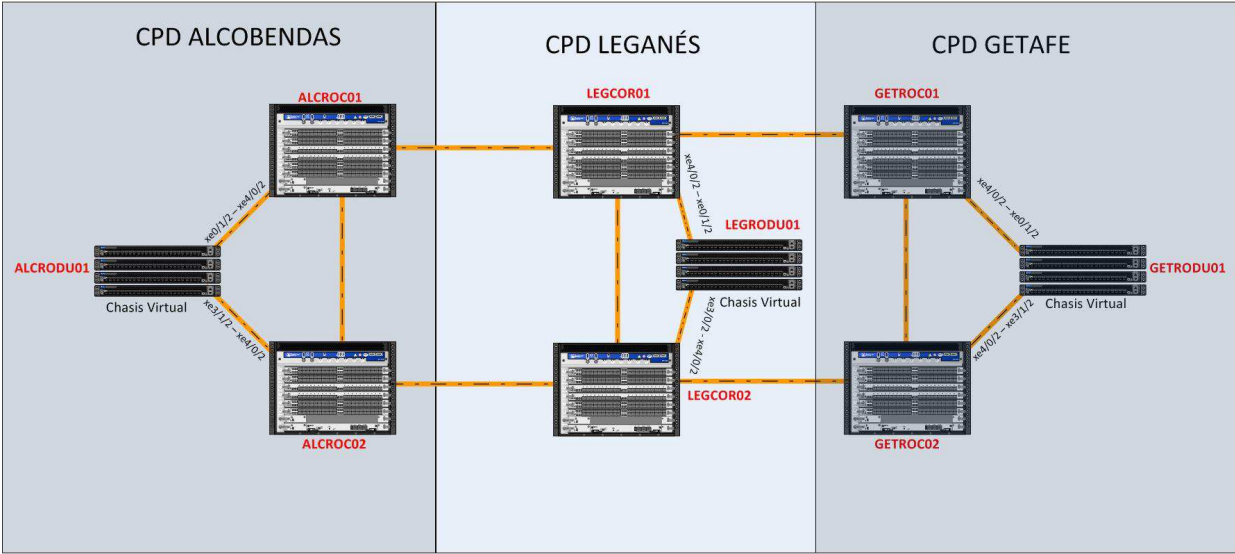 CPD ALCOBENDAS
CPD LEGANÉS
CPD GETAFE
ALCROC01
LEGCOR01
GETROC01
xe0/1/2 – xe4/0/2
xe4/0/2 – xe0/1/2
xe4/0/2 – xe0/1/2
LEGRODU01
ALCRODU01
GETRODU01
Chasis Virtual
Chasis Virtual
Chasis Virtual
xe3/1/2 – xe4/0/2
xe3/0/2 - xe4/0/2
xe4/0/2 – xe3/1/2
LEGCOR02
ALCROC02
GETROC02